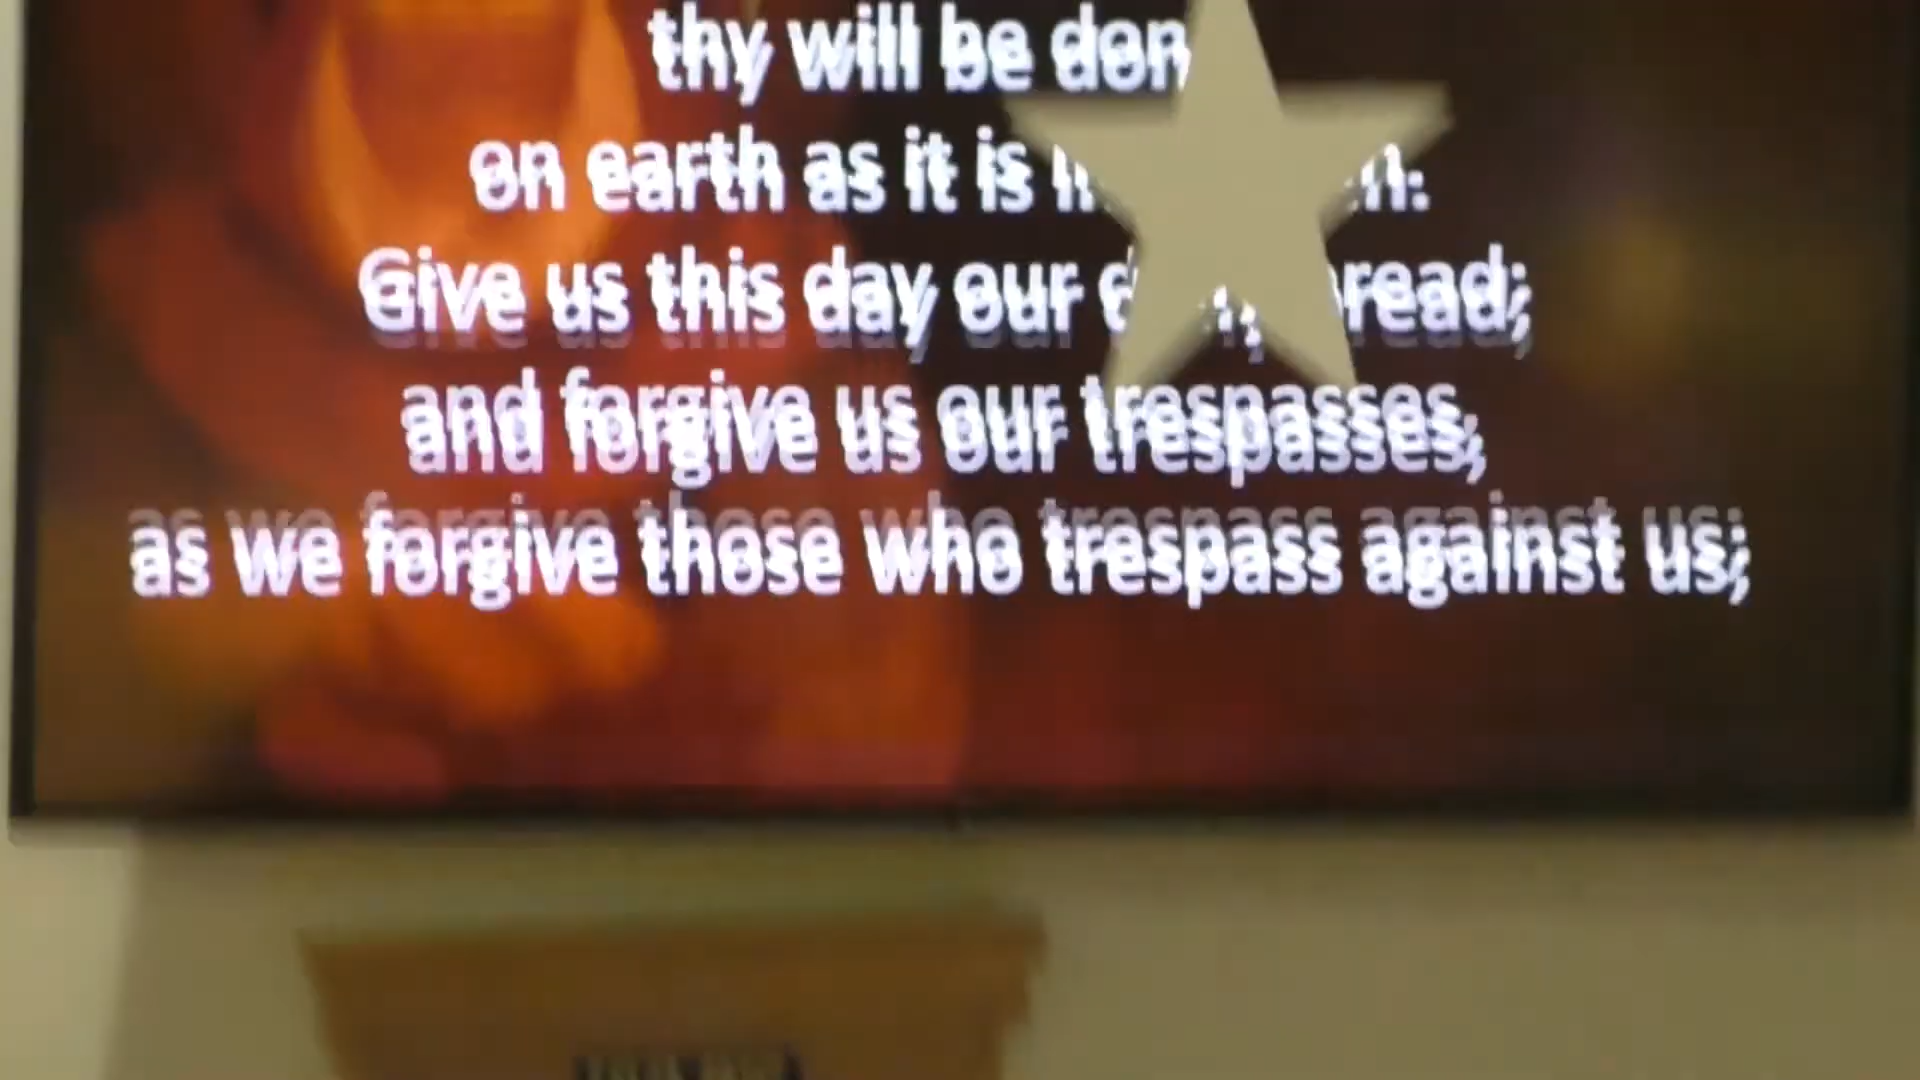 thy will be don
on earth as it is
Give us this day our
and forgive us our trespasses,
as we forgive those who trespass against us;